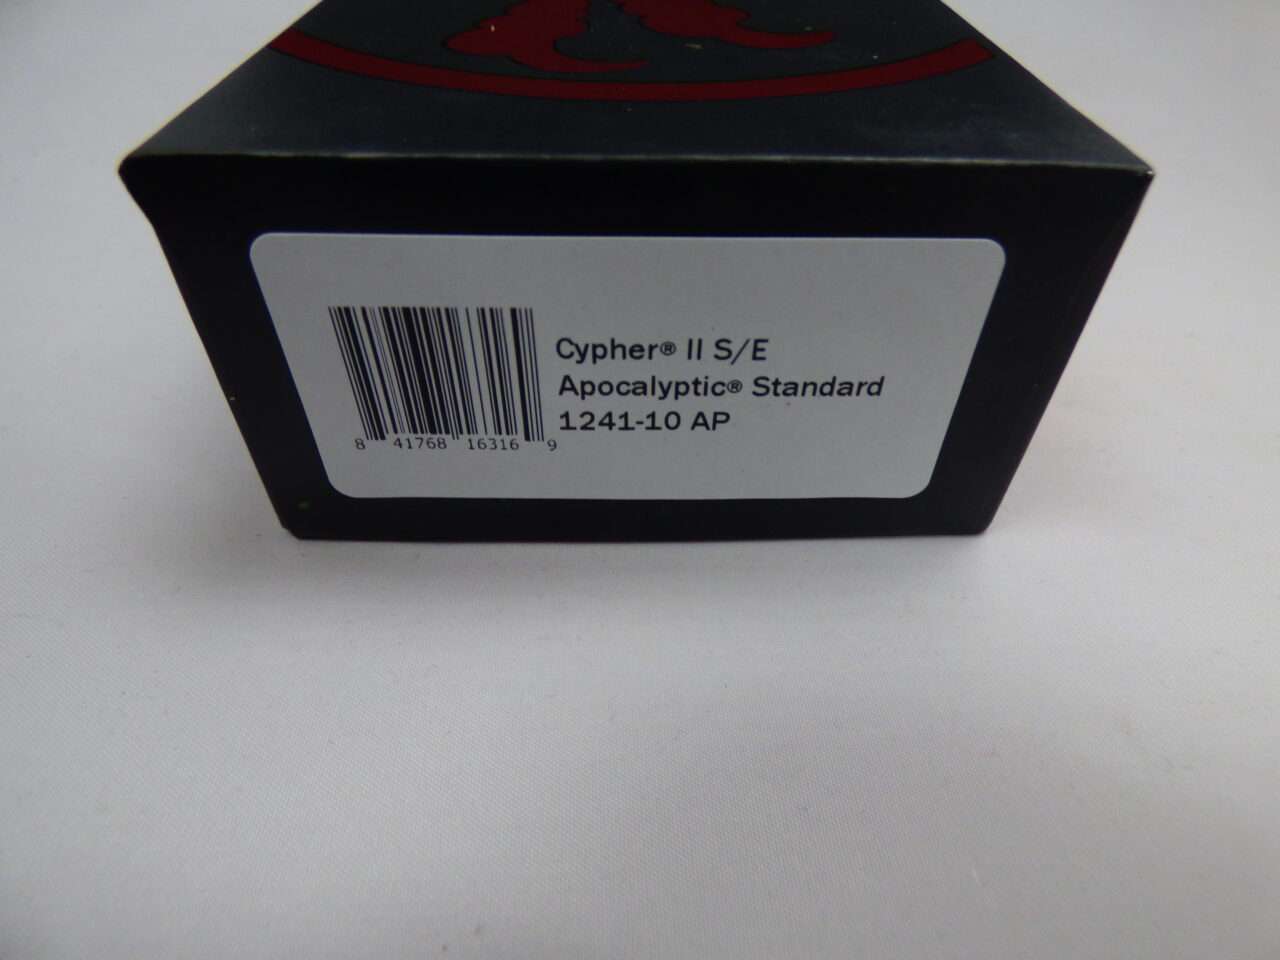 Cypher® II S/E
Apocalyptic® Standard
1241-10 AP
8 41768 16316 9